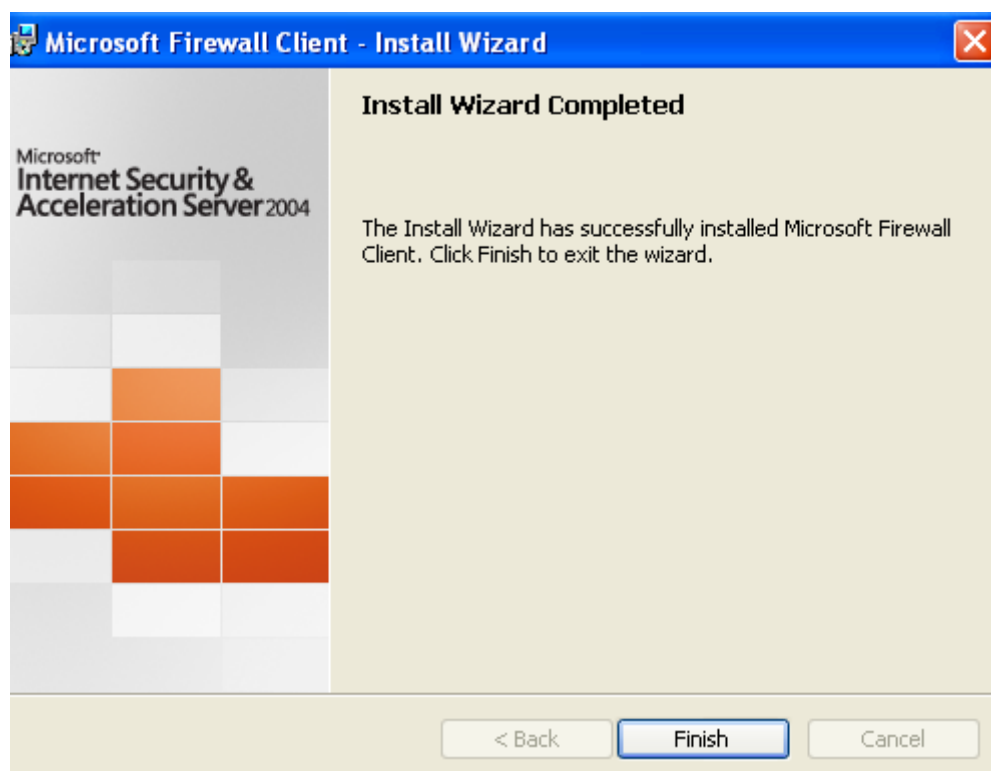 Microsoft Firewall Client - Install Wizard
Install Wizard Completed
Microsoft
Internet Security &
Acceleration Server 2004
The Install Wizard has successfully installed Microsoft Firewall
Client. Click Finish to exit the wizard.
< Back Finish Cancel